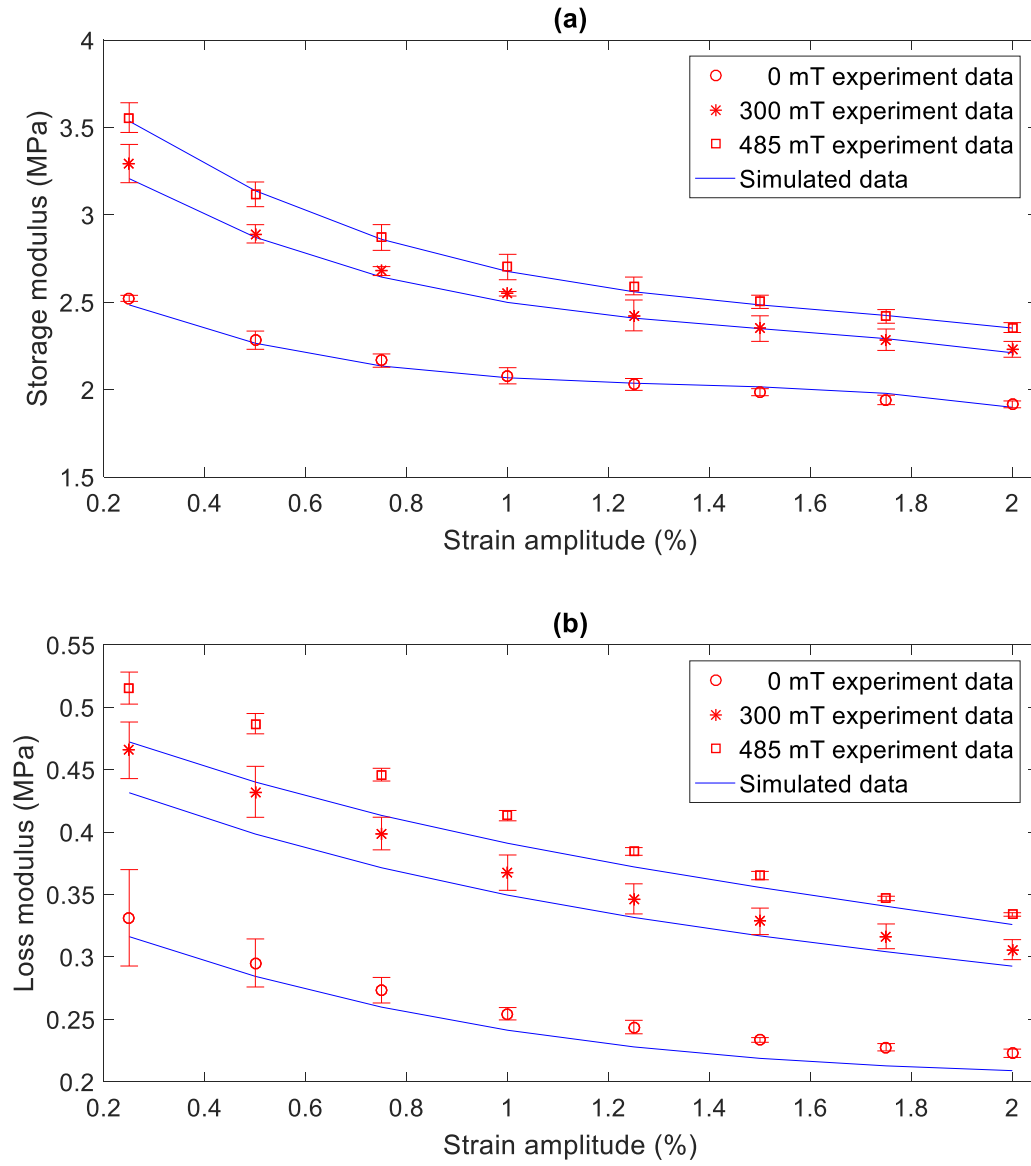 (a)
Storage modulus (MPa)
4
3.5
3
2.5
2
1.5
0 mT experiment data
300 mT experiment data
485 mT experiment data
Simulated data
0.2 0.4 0.6 0.8 1 1.2 1.4 1.6 1.8 2
Strain amplitude (%)
(b)
Loss modulus (MPa)
0.55
0.5
0.45
0.4
0.35
0.3
0.25
0.2
0 mT experiment data
300 mT experiment data
485 mT experiment data
Simulated data
0.2 0.4 0.6 0.8 1 1.2 1.4 1.6 1.8 2
Strain amplitude (%)